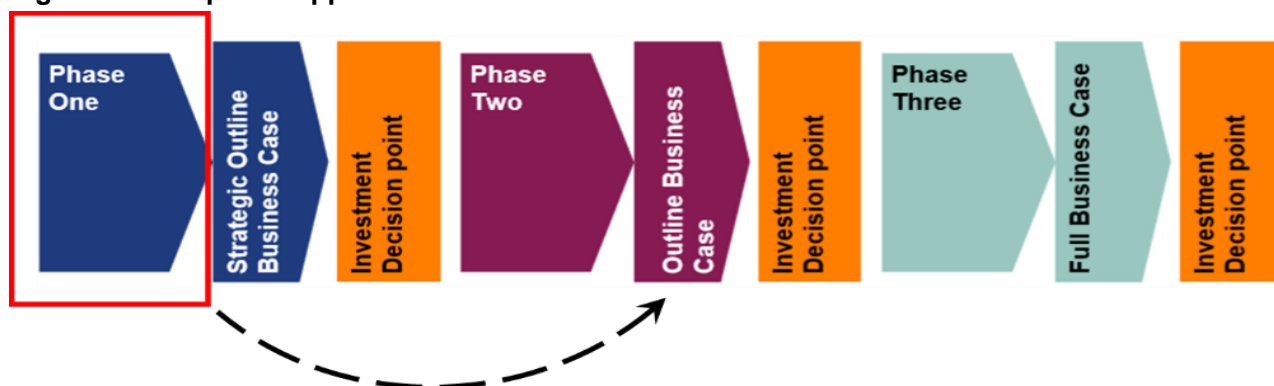 Phase
One
Strategic Outline
Business Case
Investment
Decision point
Phase
Two
Outline Business
Case
Investment
Decision point
Phase
Three
Full Business Case
Investment
Decision point